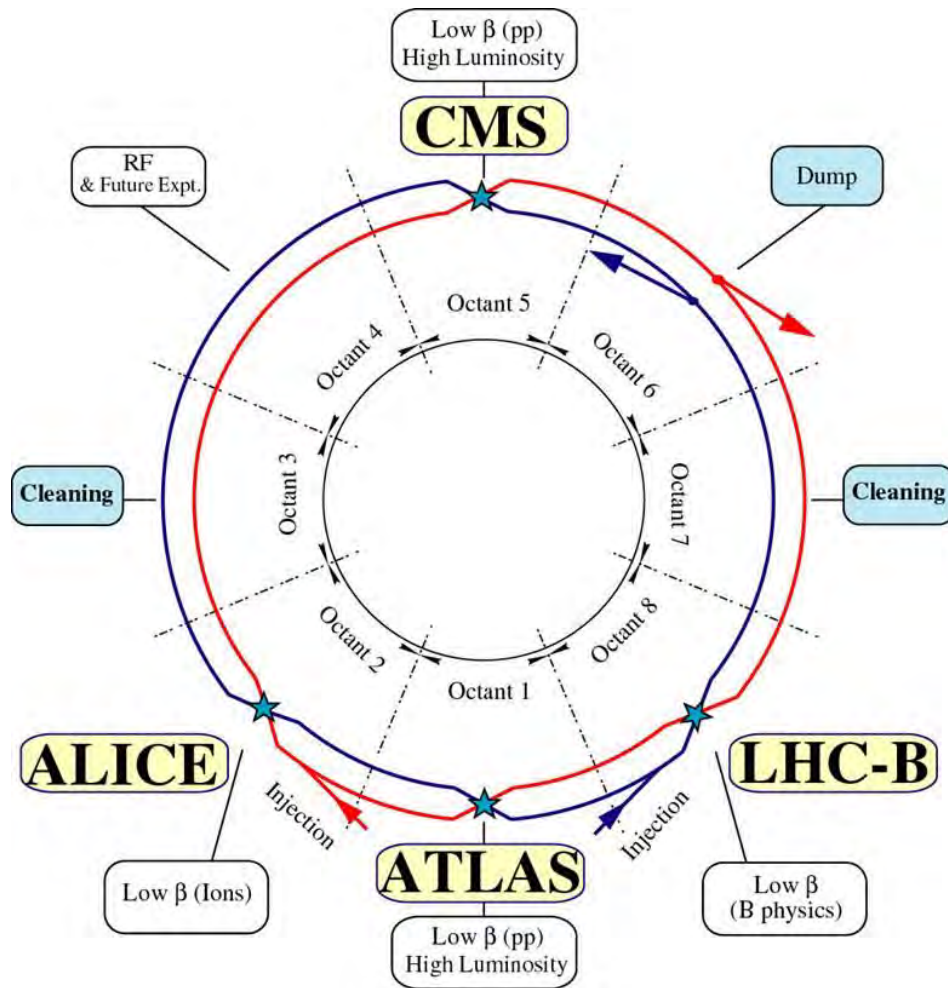 Low β (pp)
High Luminosity
CMS
RF
& Future Expt.
Dump
Octant 5
Octant 4
Octant 6
Cleaning
Octant 3
Octant 7
Cleaning
Octant 2
Octant 8
Octant 1
ALICE
LHC-B
Injection
Injection
ATLAS
Low β (Ions)
Low β
(B physics)
Low β (pp)
High Luminosity